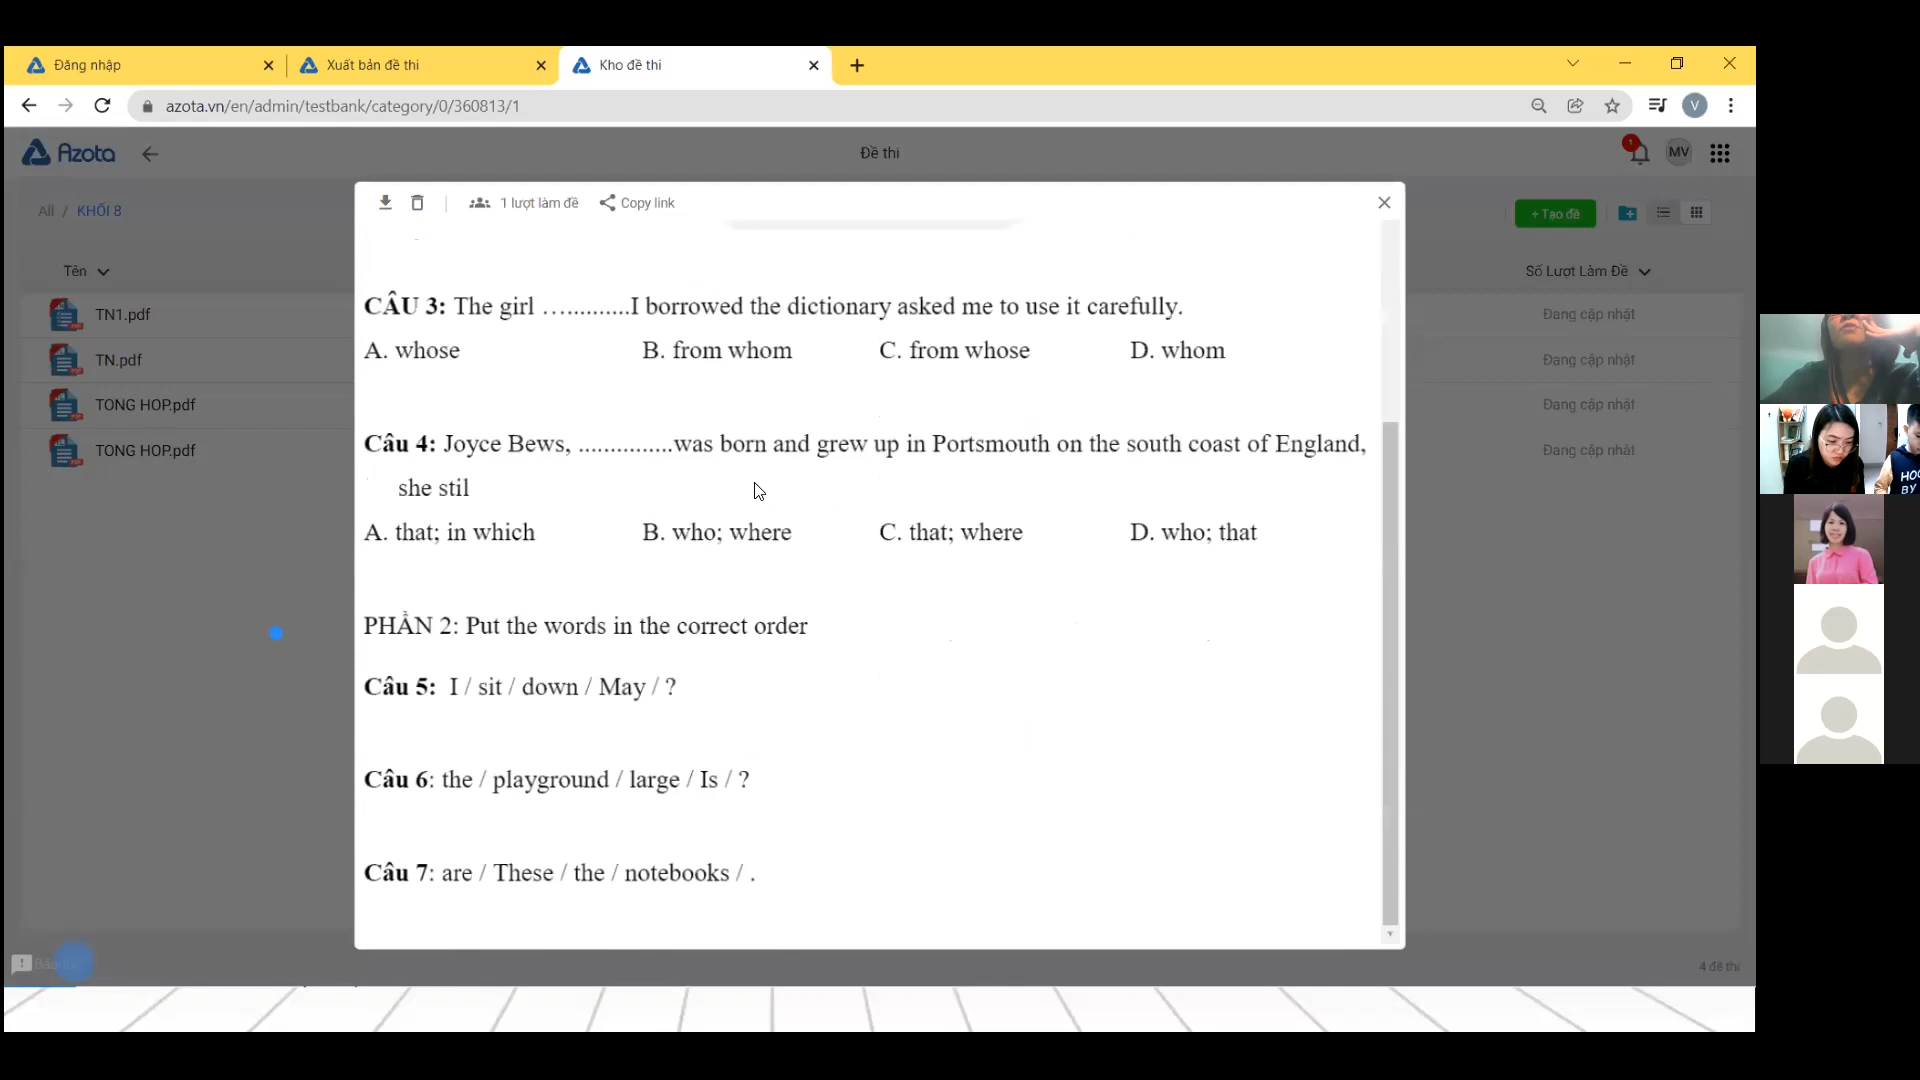 Đăng nhập
Xuất bản đề thi
Kho đề thi
azota.vn/en/admin/testbank/category/0/360813/1
V
Azota
Đề thi
1
MV
All / KHỐI 8
1 lượt làm đề
Copy link
+ Tạo đề
Tên
Số Lượt Làm Đề
TN1.pdf
Đang cập nhật
TN.pdf
Đang cập nhật
TONG HOP.pdf
Đang cập nhật
TONG HOP.pdf
Đang cập nhật
CÂU 3: The girl ….……...I borrowed the dictionary asked me to use it carefully.
A. whose B. from whom C. from whose D. whom
Câu 4: Joyce Bews, ...............was born and grew up in Portsmouth on the south coast of England,
she stil
A. that; in which B. who; where C. that; where D. who; that
PHẦN 2: Put the words in the correct order
Câu 5: I / sit / down / May / ?
Câu 6: the / playground / large / Is / ?
Câu 7: are / These / the / notebooks / .
4 đề thi
HOO
BY